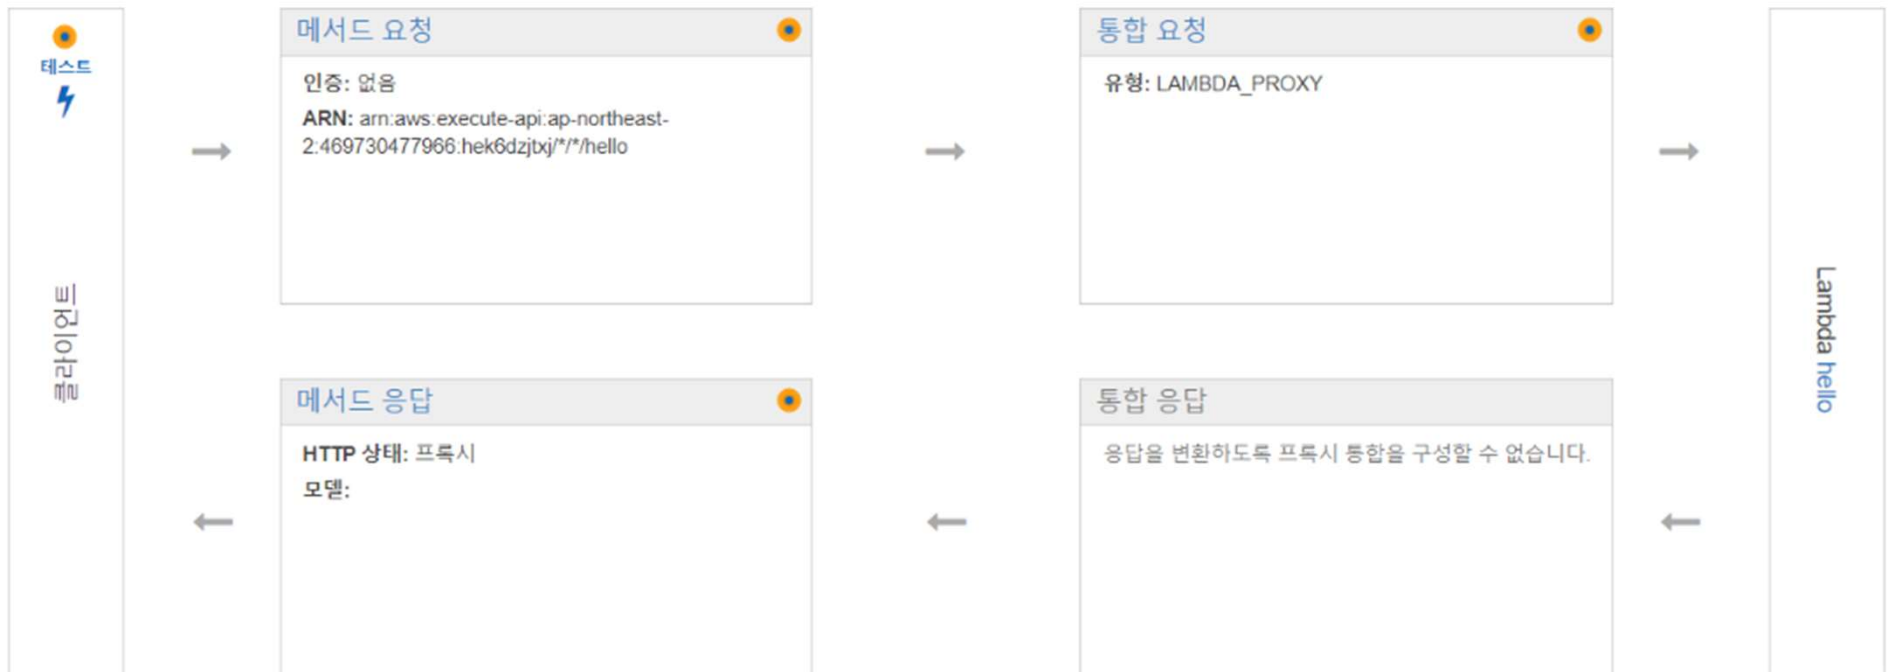 테스트
클라이언트
메서드 요청
인증: 없음
ARN: arn:aws:execute-api:ap-northeast-
2:469730477966:hek6dzjtxj/*/*/hello
통합 요청
유형: LAMBDA_PROXY
Lambda hello
메서드 응답
HTTP 상태: 프록시
모델:
통합 응답
응답을 변환하도록 프록시 통합을 구성할 수 없습니다.